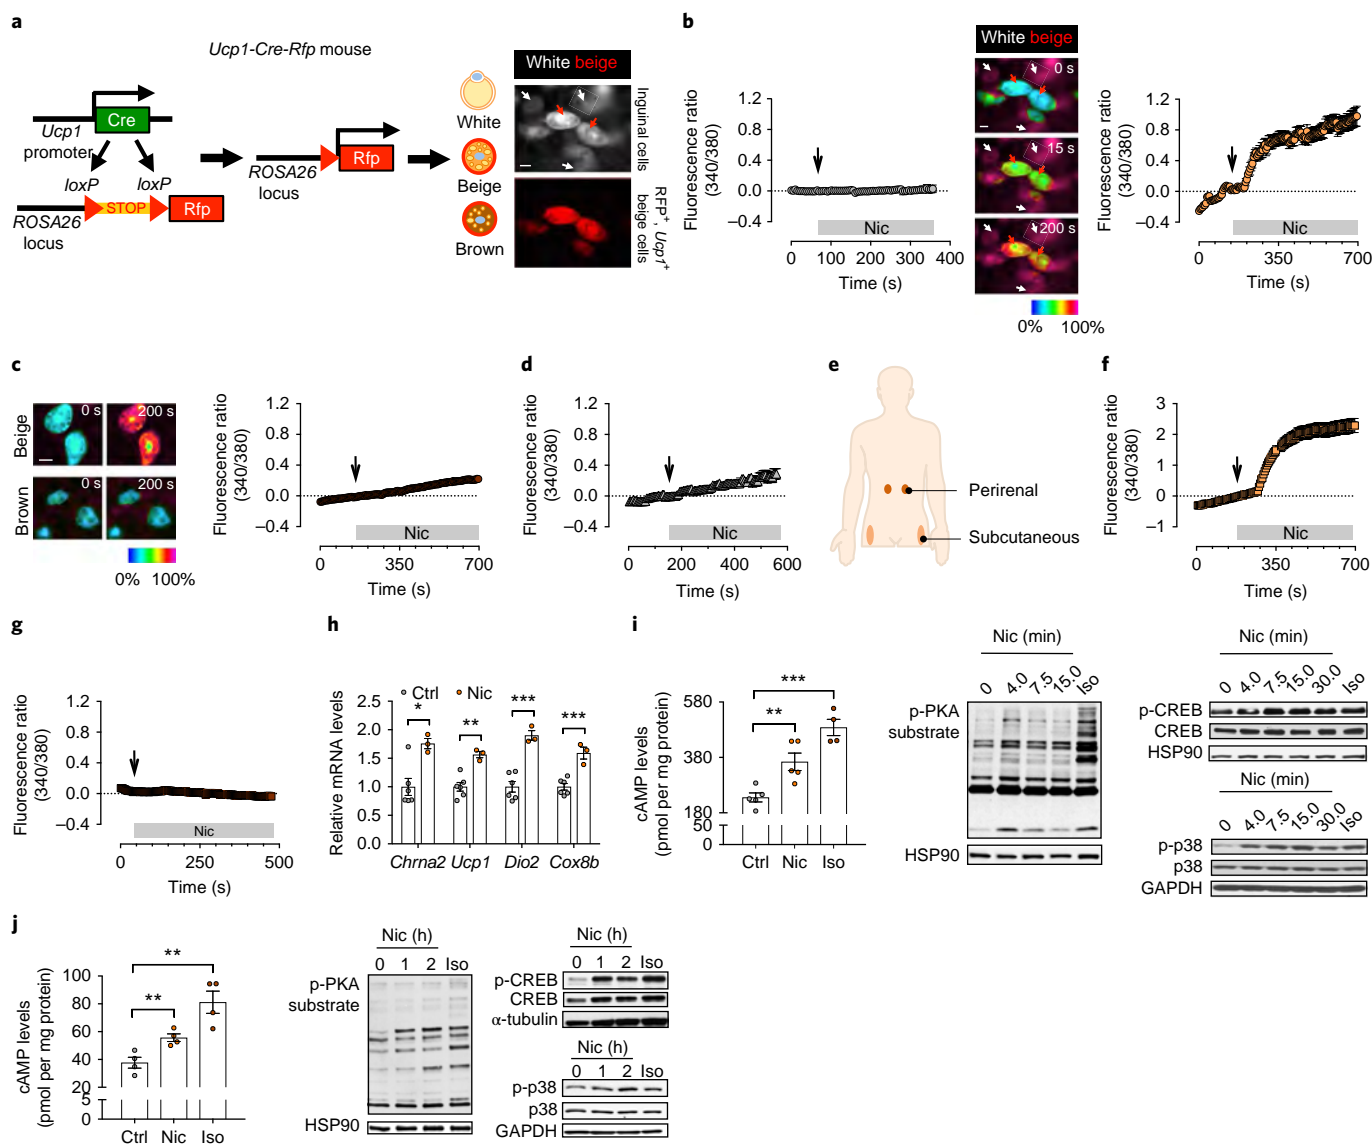 a
Ucp1-Cre-Rfp mouse
Ucp1
promoter
Cre
loxP
loxP
STOP
Rfp
ROSA26
locus
ROSA26
locus
Rfp
White
Beige
Brown
White beige
Inguinal cells
RFP+, Ucp1+
beige cells
b
Fluorescence ratio
(340/380)
1.2
0.8
0.4
0.0
–0.4
Nic
0 100 200 300 400
Time (s)
White beige
0 s
15 s
200 s
0% 100%
Fluorescence ratio
(340/380)
1.2
0.8
0.4
0.0
–0.4
Nic
0 350 700
Time (s)
c
Beige
0 s
200 s
Brown
0 s
200 s
0% 100%
Fluorescence ratio
(340/380)
1.2
0.8
0.4
0.0
–0.4
Nic
0 350 700
Time (s)
d
Fluorescence ratio
(340/380)
1.2
0.8
0.4
0.0
–0.4
Nic
0 200 400 600
Time (s)
e
Perirenal
Subcutaneous
f
Fluorescence ratio
(340/380)
3
2
1
0
–1
Nic
0 350 700
Time (s)
g
Fluorescence ratio
(340/380)
1.2
0.8
0.4
0.0
–0.4
Nic
0 250 500
Time (s)
h
Relative mRNA levels
2.5
2.0
1.5
1.0
0.5
0
Ctrl Nic
*
**
***
***
Chrna2 Ucp1 Dio2 Cox8b
i
cAMP levels
(pmol per mg protein)
580
380
180
50
0
**
***
Ctrl Nic Iso
Nic (min)
0 4.0 7.5 15.0 Iso
p-PKA
substrate
HSP90
Nic (min)
0 4.0 7.5 15.0 30.0 Iso
p-CREB
CREB
HSP90
Nic (min)
0 4.0 7.5 15.0 30.0 Iso
p-p38
p38
GAPDH
j
cAMP levels
(pmol per mg protein)
100
80
60
40
20
5
0
**
**
Ctrl Nic Iso
Nic (h)
0 1 2 Iso
p-PKA
substrate
HSP90
Nic (h)
0 1 2 Iso
p-CREB
CREB
α-tubulin
Nic (h)
0 1 2 Iso
p-p38
p38
GAPDH